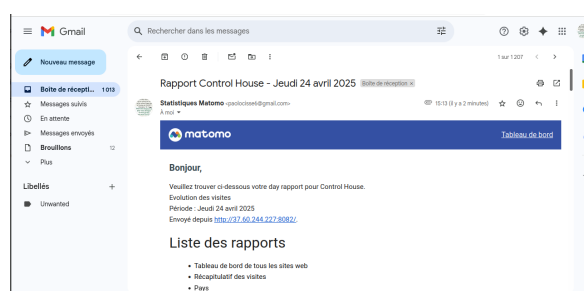 Gmail
Rechercher dans les messages
Nouveau message
1 sur 1 207
Boîte de récepti... 1 013
Messages suivis
En attente
Messages envoyés
Brouillons 12
Plus
Libellés +
Unwanted
Rapport Control House - Jeudi 24 avril 2025 Boîte de réception ×
Statistiques Matomo <paolocisse6@gmail.com> 15:13 (il y a 2 minutes)
À moi
matomo Tableau de bord
Bonjour,
Veuillez trouver ci-dessous votre day rapport pour Control House.
Evolution des visites
Période : Jeudi 24 avril 2025
Envoyé depuis http://37.60.244.227:8082/.
Liste des rapports
• Tableau de bord de tous les sites web
• Récapitulatif des visites
• Pays